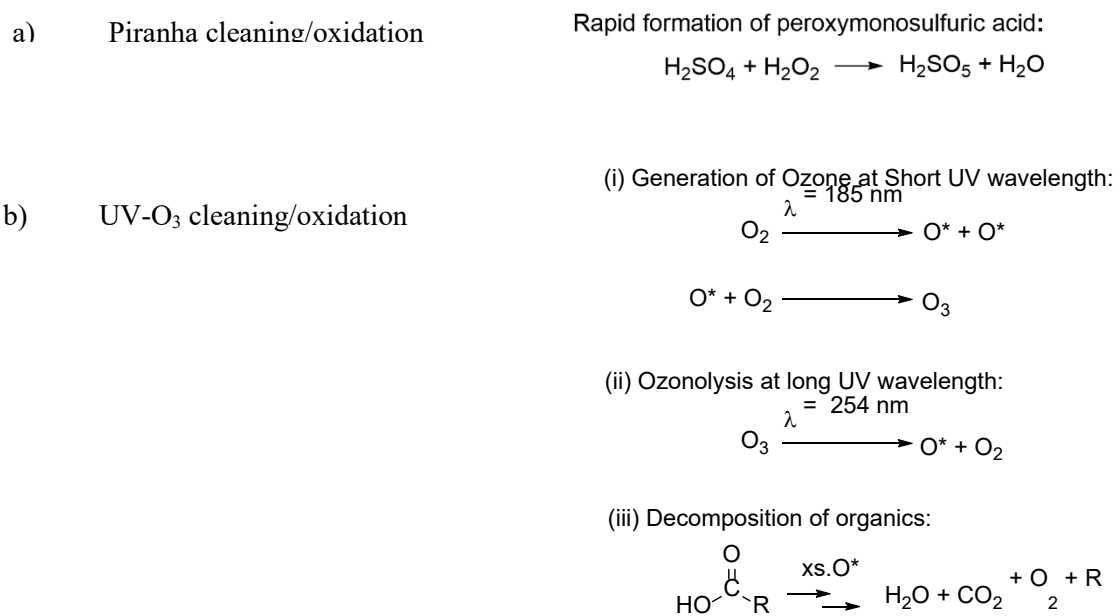 a) Piranha cleaning/oxidation
Rapid formation of peroxymonosulfuric acid:
H₂SO₄ + H₂O₂ ⟶ H₂SO₅ + H₂O
b) UV-O₃ cleaning/oxidation
(i) Generation of Ozone at Short UV wavelength:
λ = 185 nm
O₂ ⟶ O* + O*
O* + O₂ ⟶ O₃
(ii) Ozonolysis at long UV wavelength:
λ = 254 nm
O₃ ⟶ O* + O₂
(iii) Decomposition of organics:
O
xs.O*
HO C R ⟶ ⟶ H₂O + CO₂ + O₂ + R